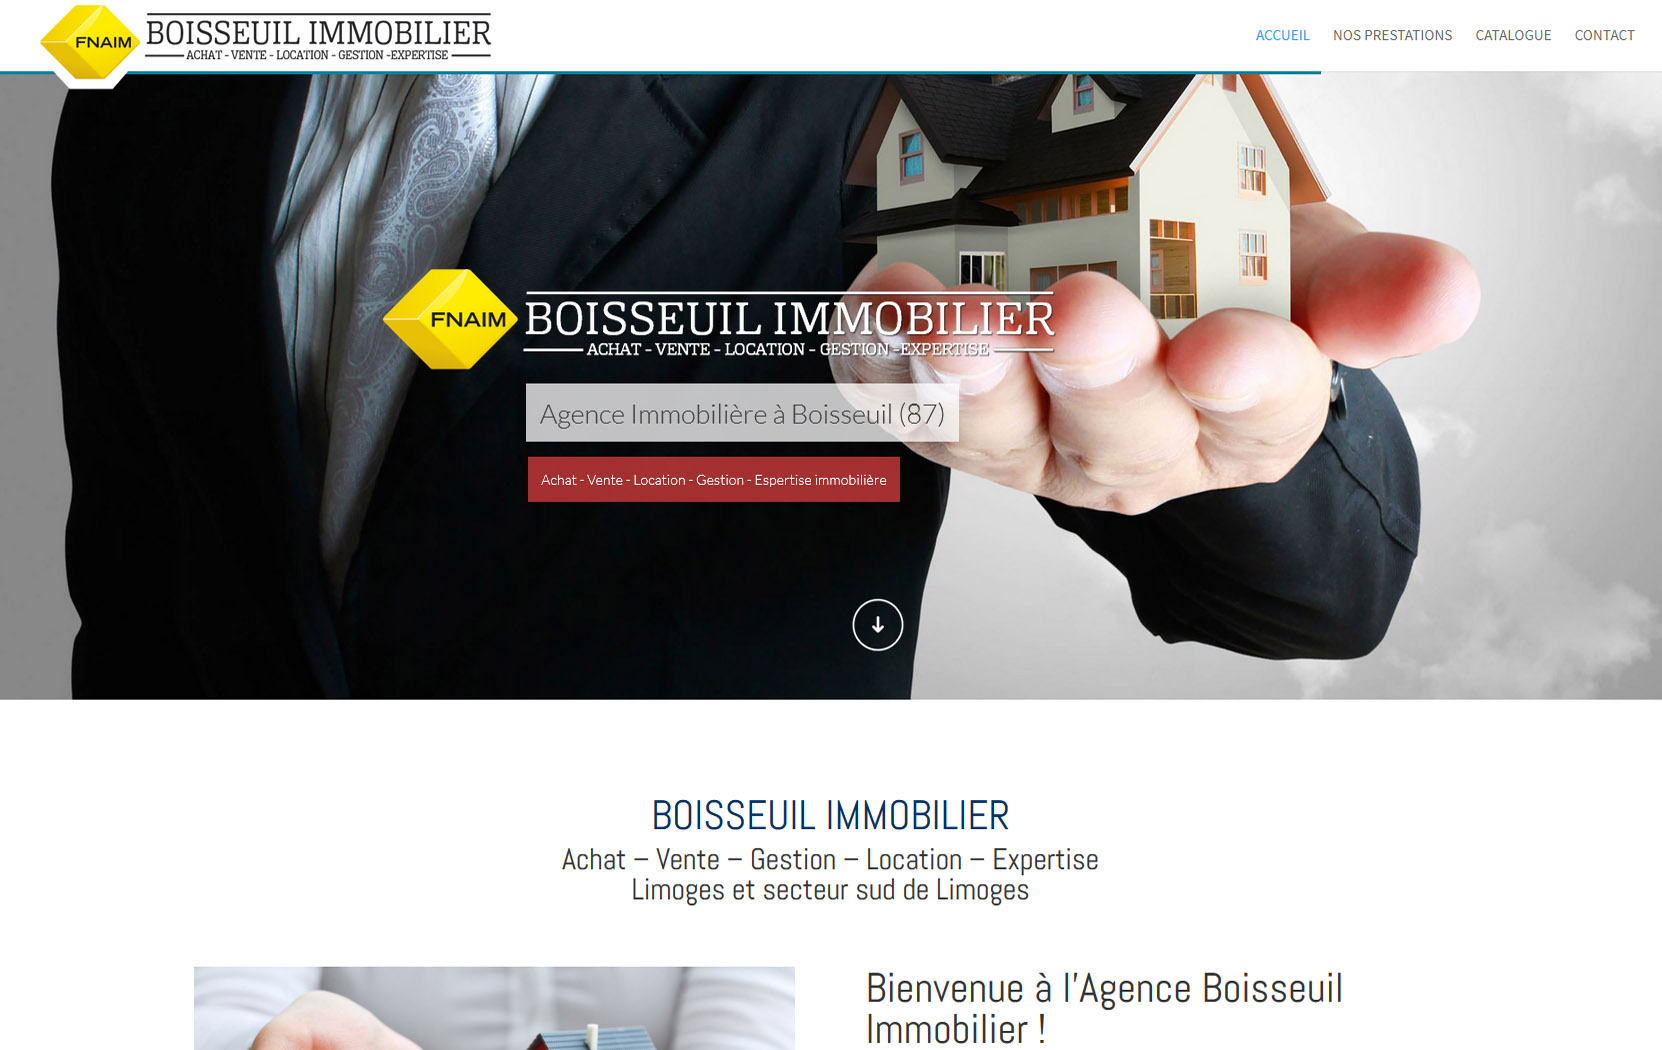 FNAIM
BOISSEUIL IMMOBILIER
ACHAT - VENTE - LOCATION - GESTION -EXPERTISE
ACCUEIL
NOS PRESTATIONS
CATALOGUE
CONTACT
FNAIM
BOISSEUIL IMMOBILIER
ACHAT - VENTE - LOCATION - GESTION -EXPERTISE
Agence Immobilière à Boisseuil (87)
Achat - Vente - Location - Gestion - Espertise immobilière
BOISSEUIL IMMOBILIER
Achat – Vente – Gestion – Location – Expertise
Limoges et secteur sud de Limoges
Bienvenue à l'Agence Boisseuil
Immobilier !